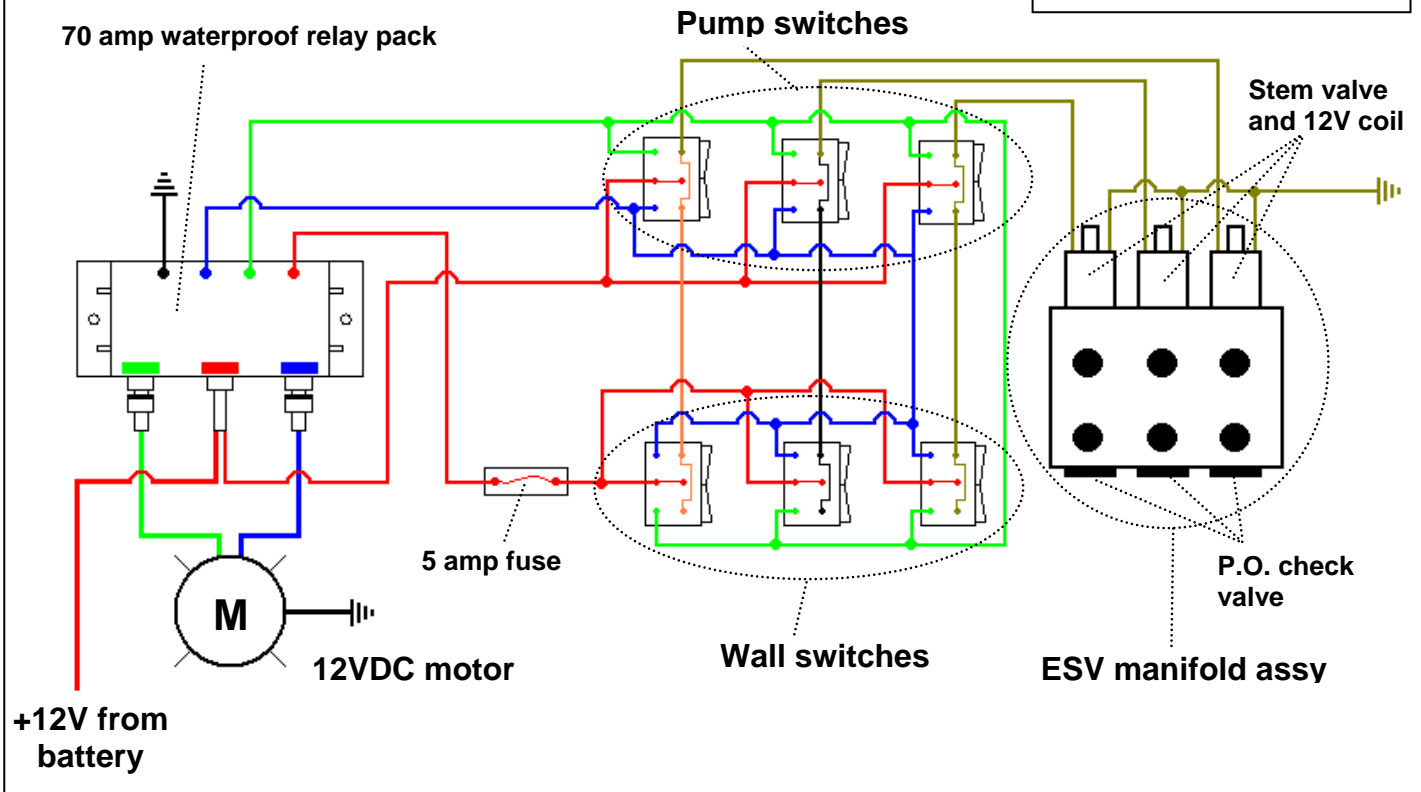 70 amp waterproof relay pack
Pump switches
Stem valve
and 12V coil
5 amp fuse
P.O. check
valve
M
12VDC motor
Wall switches
ESV manifold assy
+12V from
battery